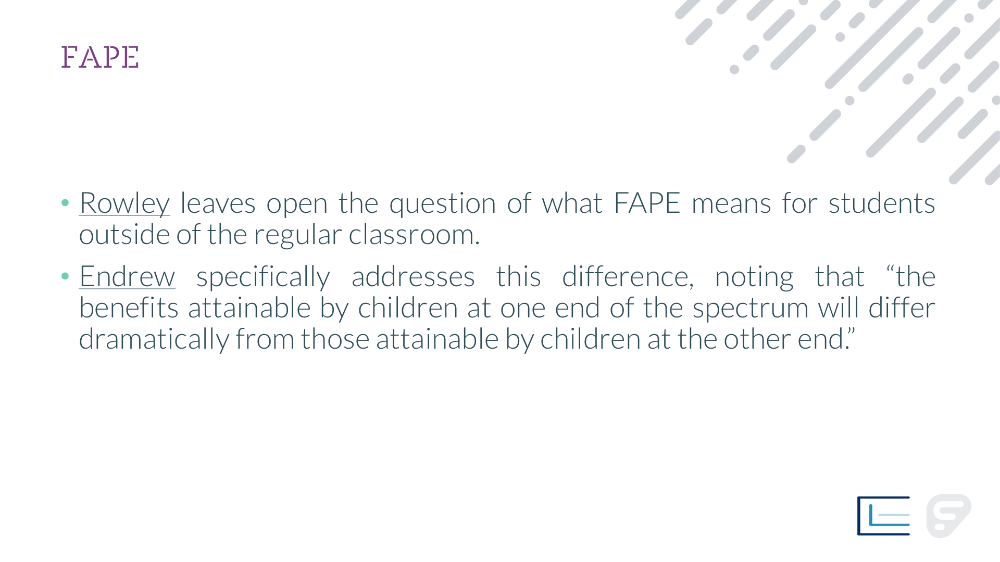 FAPE
• Rowley leaves open the question of what FAPE means for students
outside of the regular classroom.
• Endrew specifically addresses this difference, noting that “the
benefits attainable by children at one end of the spectrum will differ
dramatically from those attainable by children at the other end.”